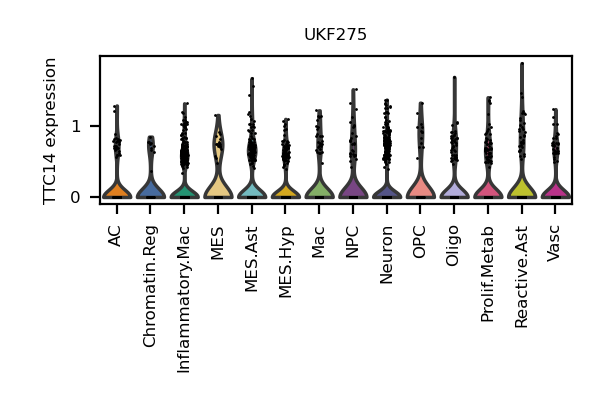 UKF275
TTC14 expression
1
0
AC
Chromatin.Reg
Inflammatory.Mac
MES
MES.Ast
MES.Hyp
Mac
NPC
Neuron
OPC
Oligo
Prolif.Metab
Reactive.Ast
Vasc